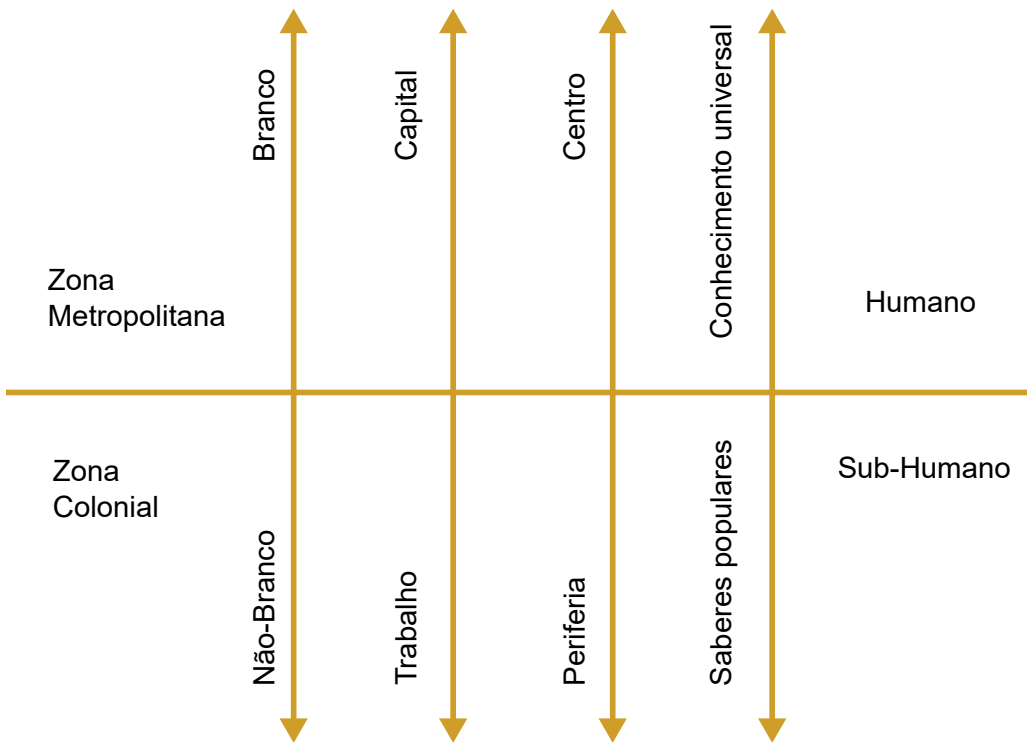 Branco
Capital
Centro
Conhecimento universal
Zona
Metropolitana
Humano
Zona
Colonial
Sub-Humano
Não-Branco
Trabalho
Periferia
Saberes populares